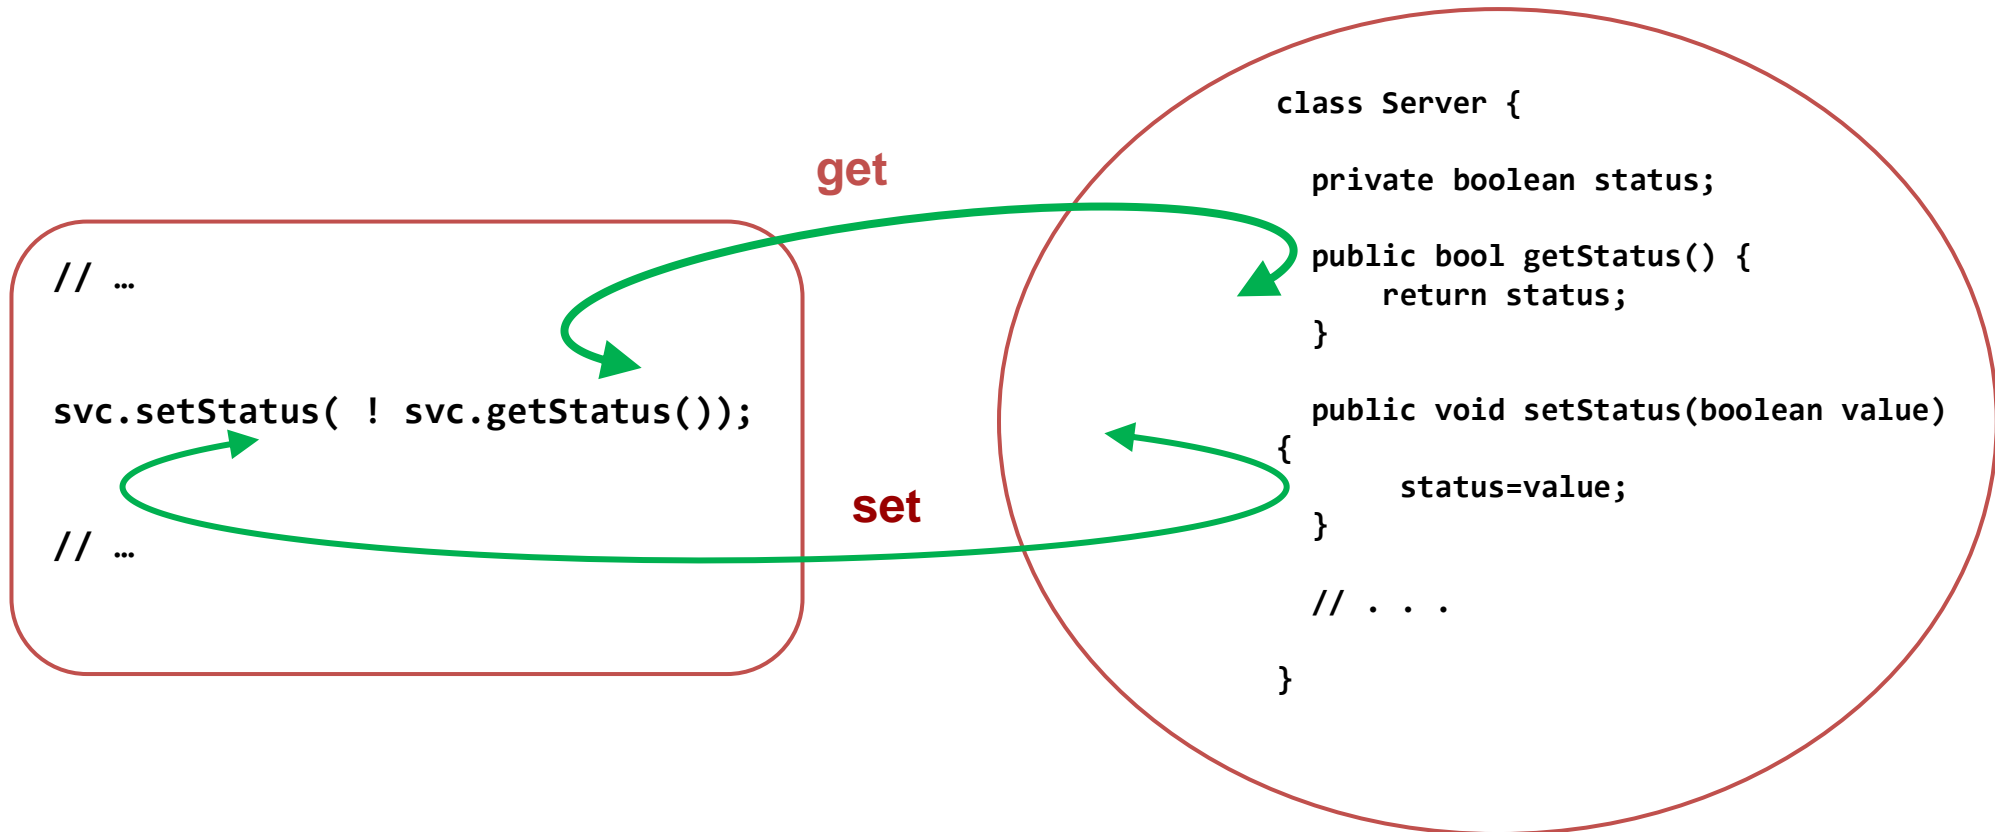 // …
svc.setStatus( ! svc.getStatus());
// …
get
set
class Server {
private boolean status;
public bool getStatus() {
return status;
}
public void setStatus(boolean value)
{
status=value;
}
// . . .
}